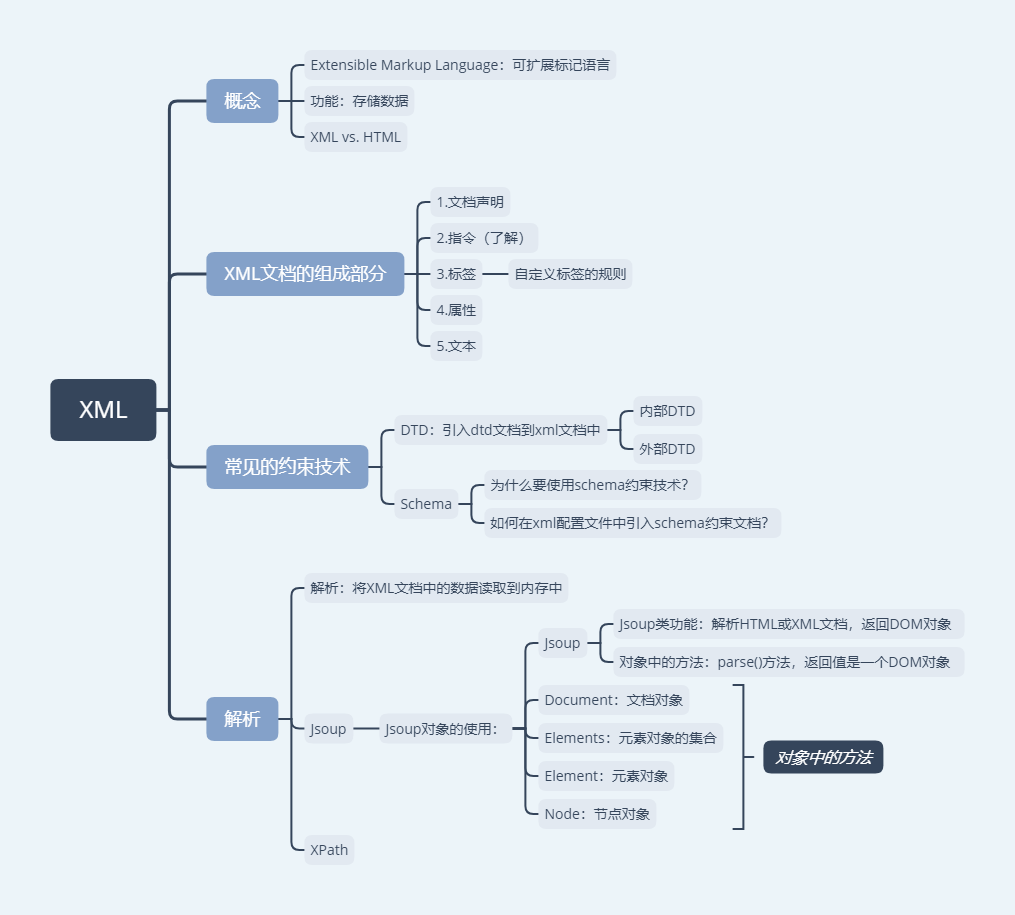 XML
概念
Extensible Markup Language：可扩展标记语言
功能：存储数据
XML vs. HTML
XML文档的组成部分
1.文档声明
2.指令（了解）
3.标签
自定义标签的规则
4.属性
5.文本
常见的约束技术
DTD：引入dtd文档到xml文档中
内部DTD
外部DTD
Schema
为什么要使用schema约束技术？
如何在xml配置文件中引入schema约束文档？
解析
解析：将XML文档中的数据读取到内存中
Jsoup
Jsoup对象的使用：
Jsoup
Jsoup类功能：解析HTML或XML文档，返回DOM对象
对象中的方法：parse()方法，返回值是一个DOM对象
Document：文档对象
Elements：元素对象的集合
Element：元素对象
Node：节点对象
对象中的方法
XPath